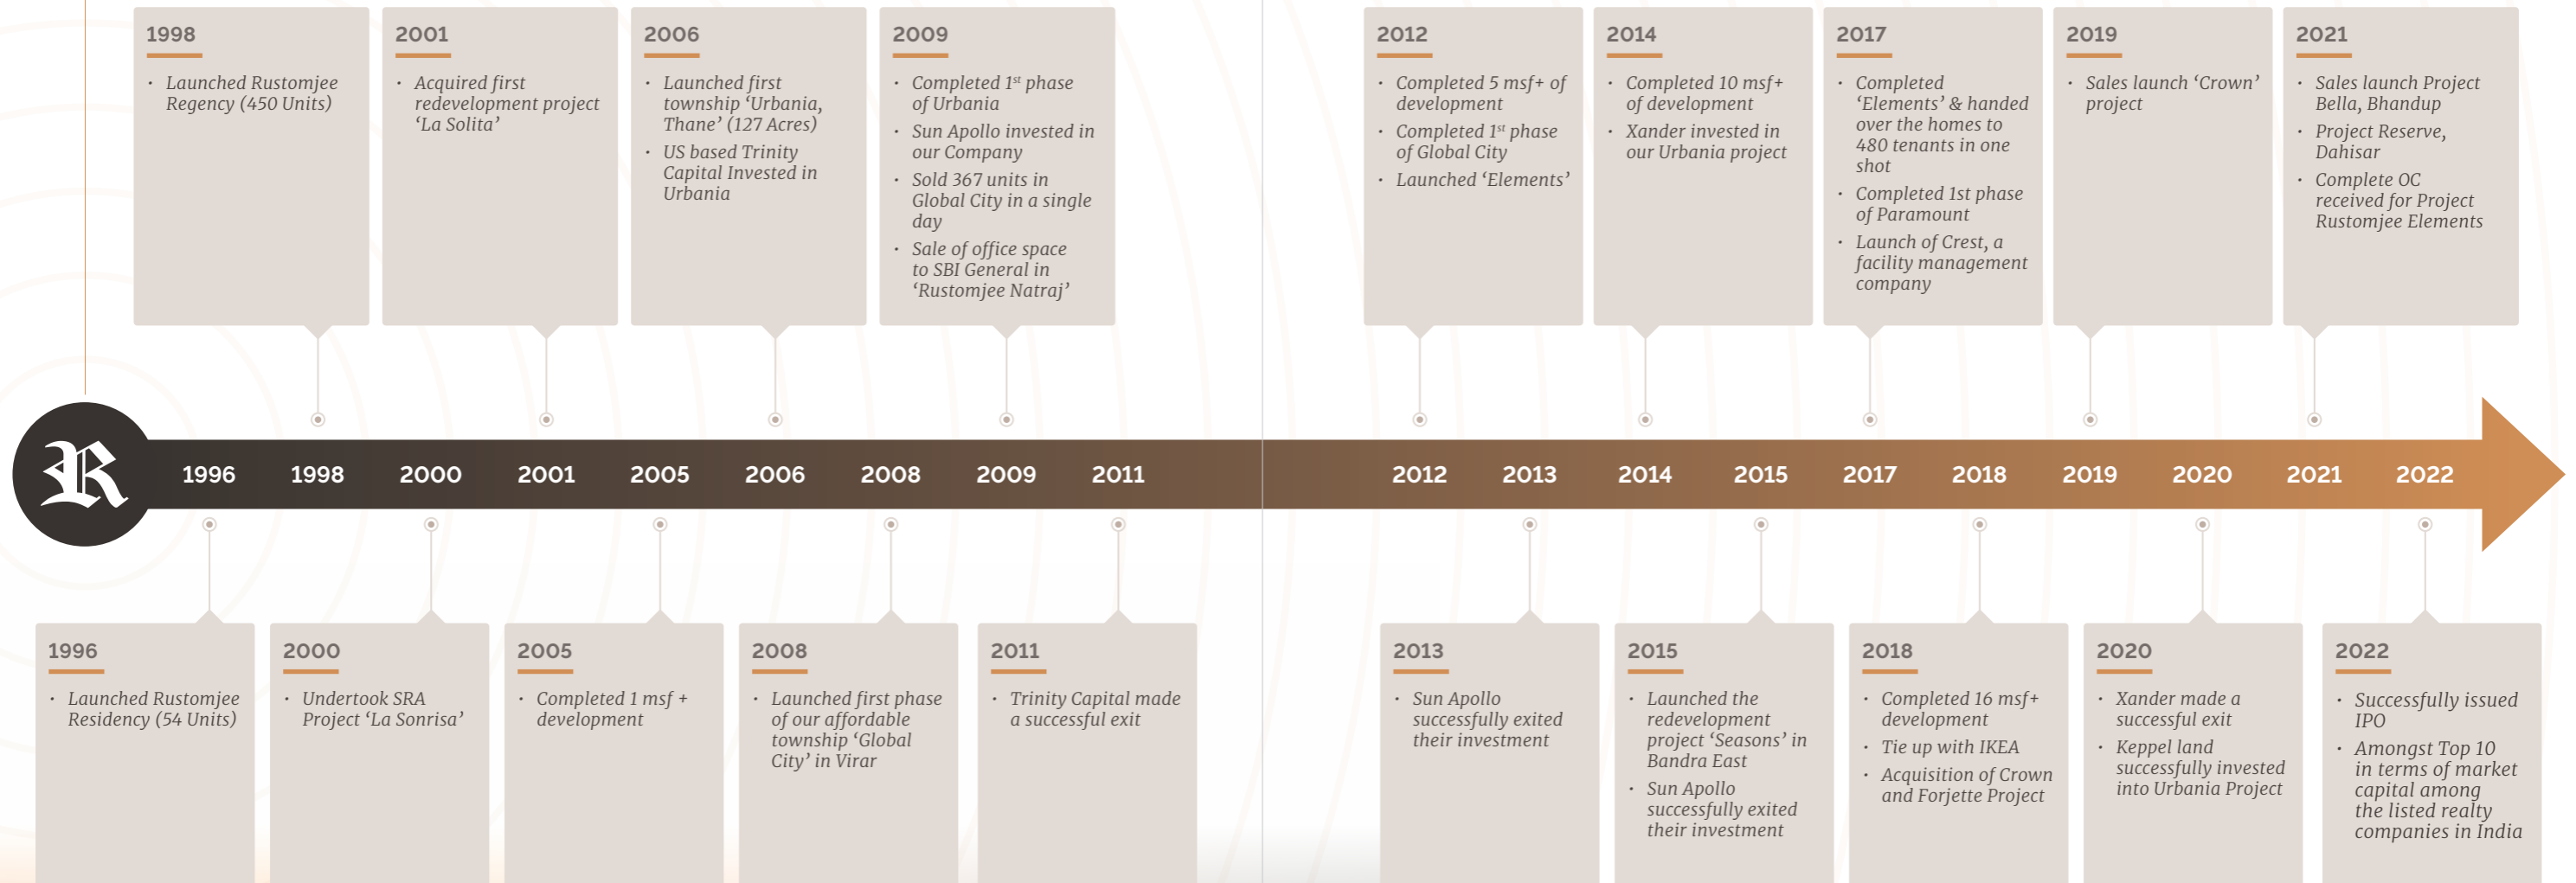 1998
• Launched Rustomjee
Regency (450 Units)
2001
• Acquired first
redevelopment project
‘La Solita’
2006
• Launched first
township ‘Urbania,
Thane’ (127 Acres)
• US based Trinity
Capital Invested in
Urbania
2009
• Completed 1st phase
of Urbania
• Sun Apollo invested in
our Company
• Sold 367 units in
Global City in a single
day
• Sale of office space
to SBI General in
‘Rustomjee Natraj’
2012
• Completed 5 msf+ of
development
• Completed 1st phase
of Global City
• Launched ‘Elements’
2014
• Completed 10 msf+
of development
• Xander invested in
our Urbania project
2017
• Completed
‘Elements’ & handed
over the homes to
480 tenants in one
shot
• Completed 1st phase
of Paramount
• Launch of Crest, a
facility management
company
2019
• Sales launch ‘Crown’
project
2021
• Sales launch Project
Bella, Bhandup
• Project Reserve,
Dahisar
• Complete OC
received for Project
Rustomjee Elements
R 1996 1998 2000 2001 2005 2006 2008 2009 2011 2012 2013 2014 2015 2017 2018 2019 2020 2021 2022
1996
• Launched Rustomjee
Residency (54 Units)
2000
• Undertook SRA
Project ‘La Sonrisa’
2005
• Completed 1 msf +
development
2008
• Launched first phase
of our affordable
township ‘Global
City’ in Virar
2011
• Trinity Capital made
a successful exit
2013
• Sun Apollo
successfully exited
their investment
2015
• Launched the
redevelopment
project ‘Seasons’ in
Bandra East
• Sun Apollo
successfully exited
their investment
2018
• Completed 16 msf+
development
• Tie up with IKEA
• Acquisition of Crown
and Forjette Project
2020
• Xander made a
successful exit
• Keppel land
successfully invested
into Urbania Project
2022
• Successfully issued
IPO
• Amongst Top 10
in terms of market
capital among
the listed realty
companies in India